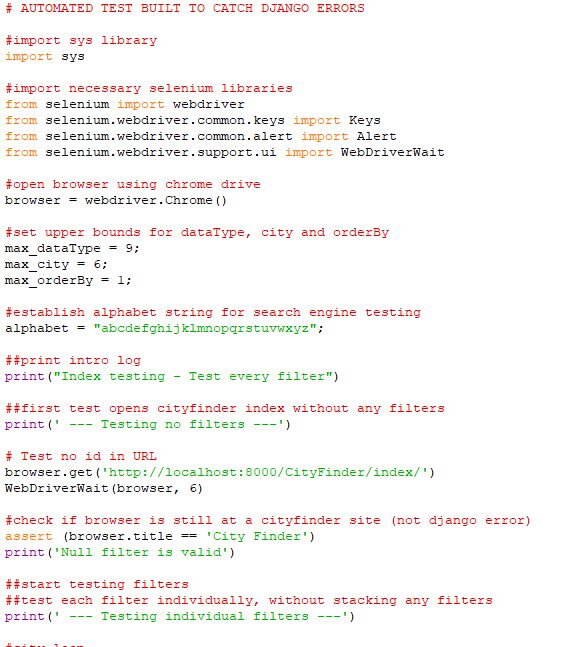 # AUTOMATED TEST BUILT TO CATCH DJANGO ERRORS
#import sys library
import sys
#import necessary selenium libraries
from selenium import webdriver
from selenium.webdriver.common.keys import Keys
from selenium.webdriver.common.alert import Alert
from selenium.webdriver.support.ui import WebDriverWait
#open browser using chrome drive
browser = webdriver.Chrome()
#set upper bounds for dataType, city and orderBy
max_dataType = 9;
max_city = 6;
max_orderBy = 1;
#establish alphabet string for search engine testing
alphabet = "abcdefghijklmnopqrstuvwxyz";
##print intro log
print("Index testing - Test every filter")
##first test opens cityfinder index without any filters
print(' --- Testing no filters ---')
# Test no id in URL
browser.get('http://localhost:8000/CityFinder/index/')
WebDriverWait(browser, 6)
#check if browser is still at a cityfinder site (not django error)
assert (browser.title == 'City Finder')
print('Null filter is valid')
##start testing filters
##test each filter individually, without stacking any filters
print(' --- Testing individual filters ---')